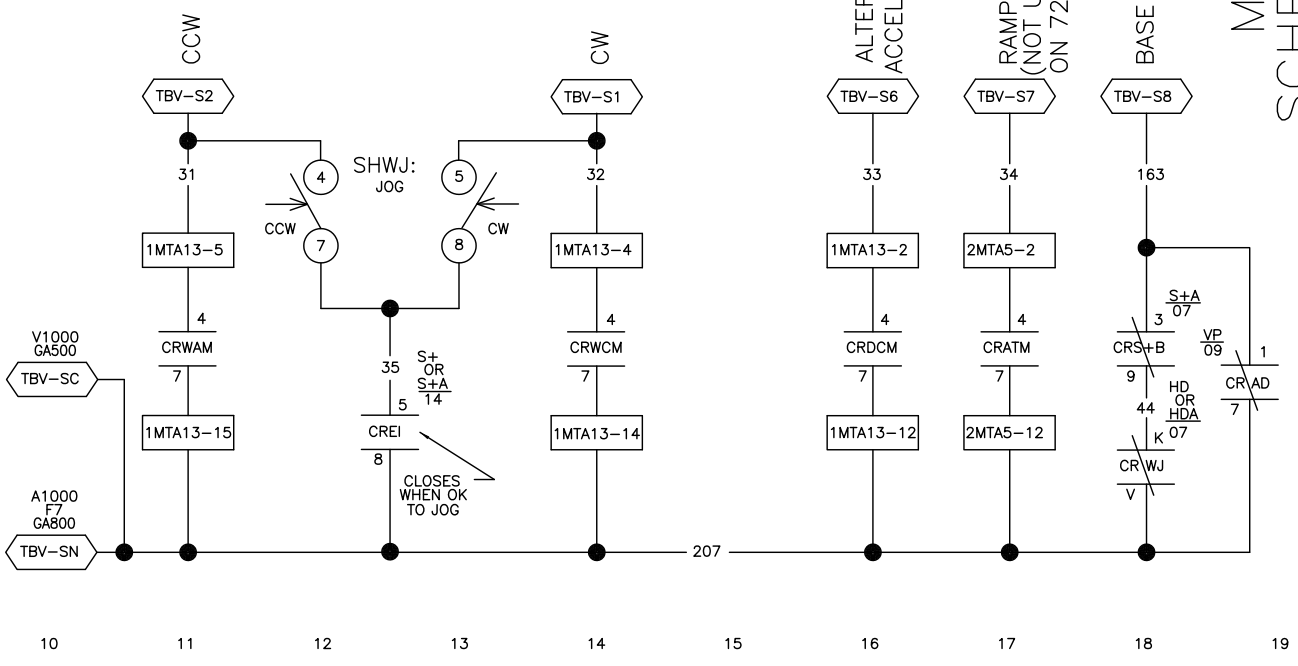 CCW
CW
ALTER
ACCEL
RAMP
(NOT U
ON 72
BASE
M
SCHE
TBV-S2
TBV-S1
TBV-S6
TBV-S7
TBV-S8
31
4
SHWJ:
JOG
5
32
33
34
163
CCW
7
8
CW
1MTA13-5
1MTA13-4
1MTA13-2
2MTA5-2
S+A
07
V1000
GA500
TBV-SC
4
CRWAM
7
35
S+
OR
S+A
14
4
CRWCM
7
4
CRDCM
7
4
CRATM
7
3
CRS+B
9
VP
09
1
CR AD
7
44
HD
OR
HDA
07
1MTA13-15
5
CREI
8
1MTA13-14
1MTA13-12
2MTA5-12
K
CR WJ
V
CLOSES
WHEN OK
TO JOG
A1000
F7
GA800
TBV-SN
207
10 11 12 13 14 15 16 17 18 19